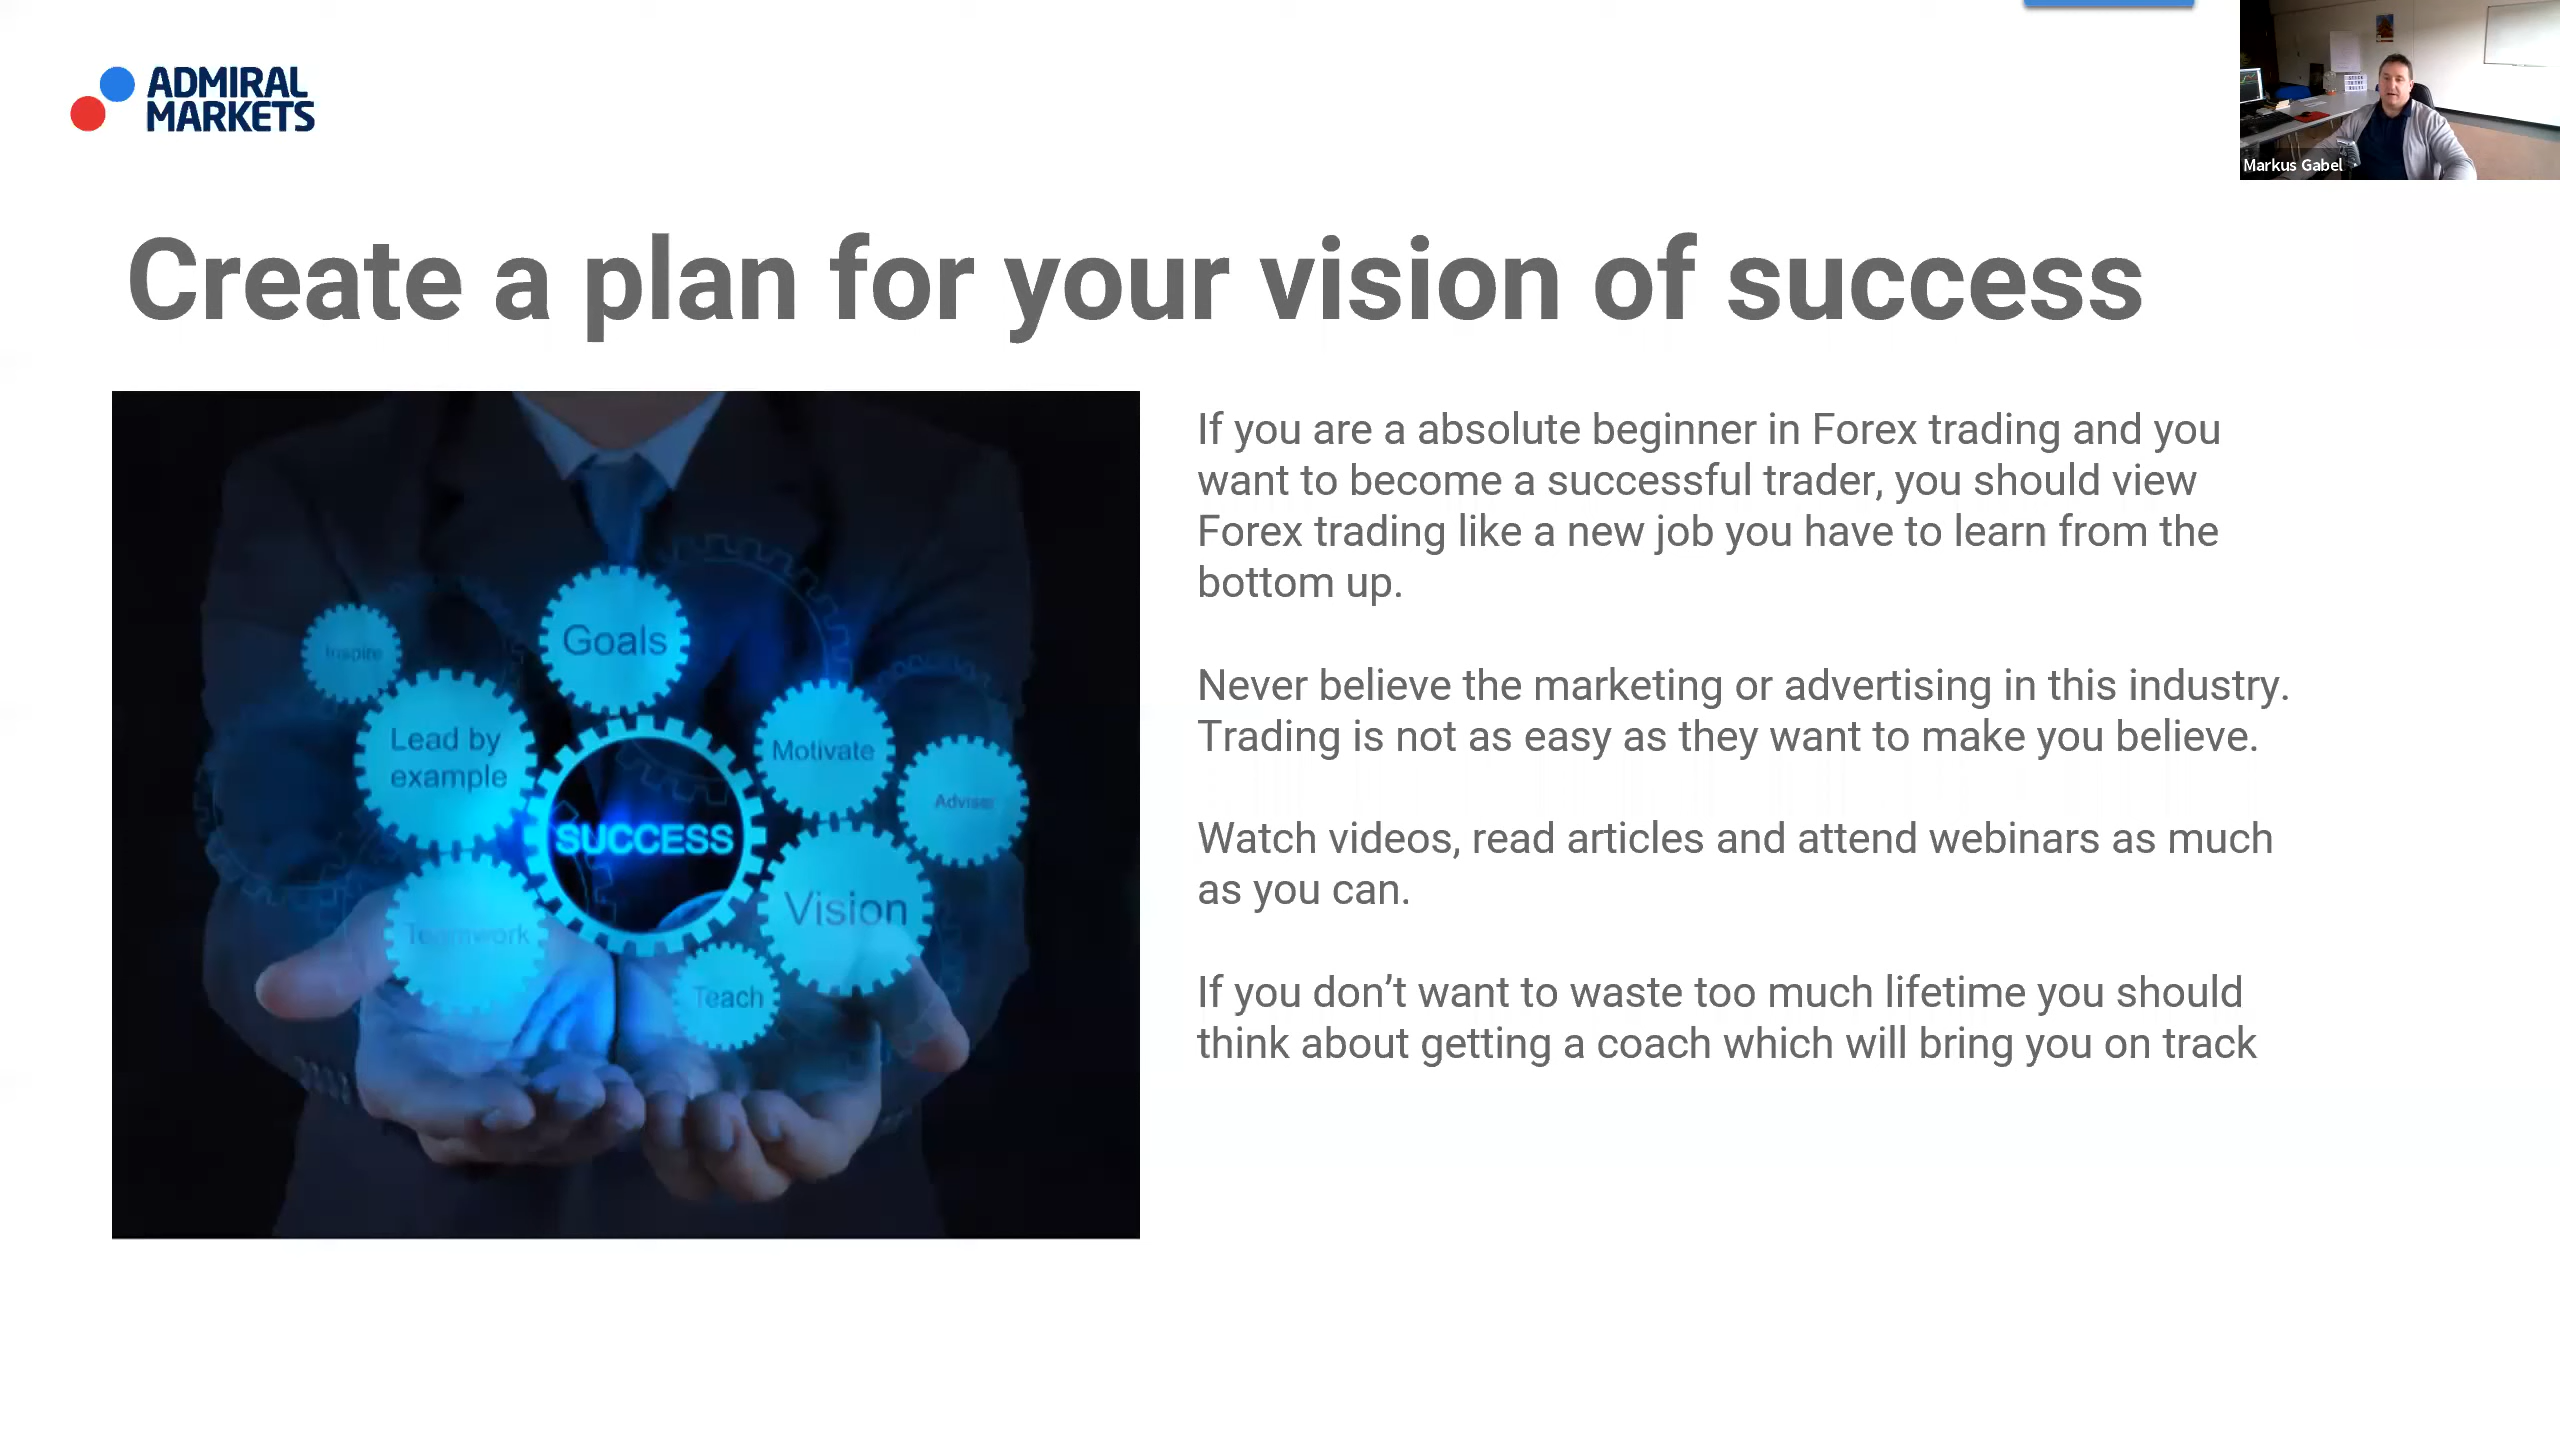 ADMIRAL
MARKETS
Markus Gabel
Create a plan for your vision of success
If you are a absolute beginner in Forex trading and you
want to become a successful trader, you should view
Forex trading like a new job you have to learn from the
bottom up.
Never believe the marketing or advertising in this industry.
Trading is not as easy as they want to make you believe.
Watch videos, read articles and attend webinars as much
as you can.
If you don’t want to waste too much lifetime you should
think about getting a coach which will bring you on track
Inspire
Goals
Lead by
example
Motivate
SUCCESS
Vision
Teamwork
Teach